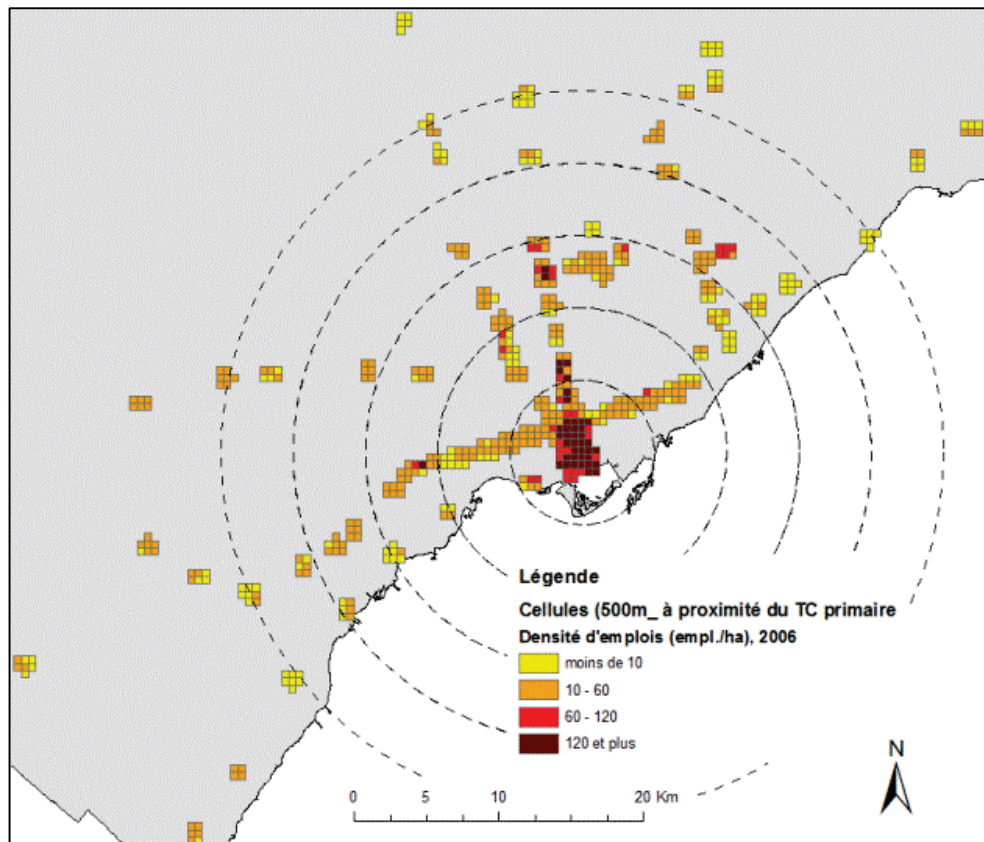 Légende
Cellules (500m_ à proximité du TC primaire
Densité d'emplois (empl./ha), 2006
moins de 10
10 - 60
60 - 120
120 et plus
N
0 5 10 20 Km